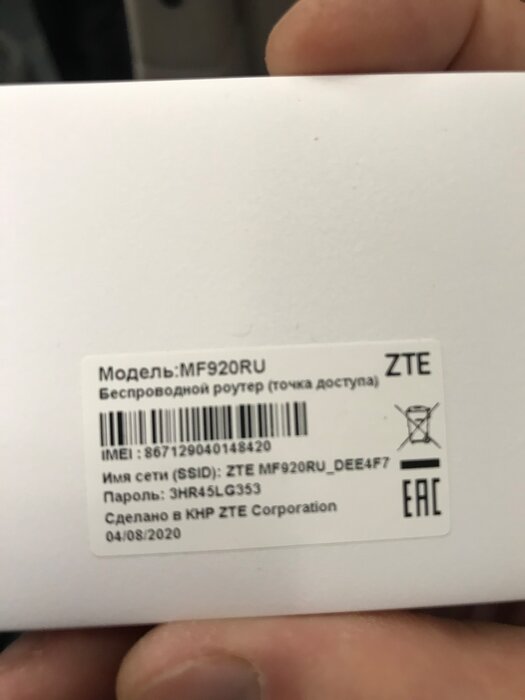 Модель:MF920RU
ZTE
Беспроводной роутер (точка доступа)
IMEI : 867129040148420
Имя сети (SSID): ZTE MF920RU_DEE4F7
Пароль: 3HR45LG353
Сделано в КНР ZTE Corporation
04/08/2020
EAC